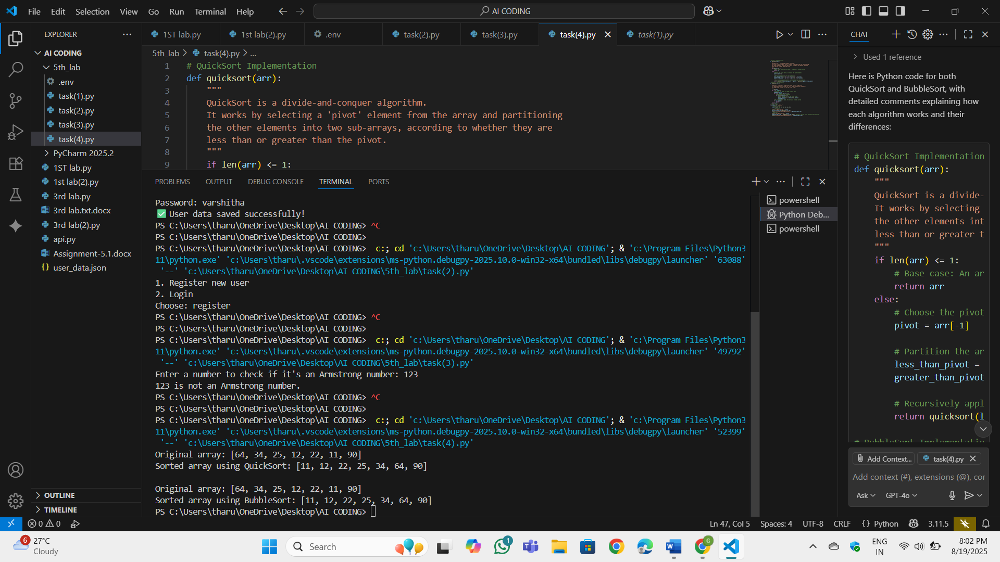 File Edit Selection View Go Run Terminal Help
AI CODING
EXPLORER
AI CODING
5th_lab
.env
task(1).py
task(2).py
task(3).py
task(4).py
PyCharm 2025.2
1ST lab.py
1st lab(2).py
3rd lab.py
3rd lab.txt.docx
3rd lab(2).py
api.py
Assignment-5.1.docx
user_data.json
OUTLINE
TIMELINE
1ST lab.py 1st lab(2).py .env task(2).py task(3).py task(4).py task(1).py
5th_lab > task(4).py > ...
1 # QuickSort Implementation
2 def quicksort(arr):
3 """
4 QuickSort is a divide-and-conquer algorithm.
5 It works by selecting a 'pivot' element from the array and partitioning
6 the other elements into two sub-arrays, according to whether they are
7 less than or greater than the pivot.
8 """
9 if len(arr) <= 1:
PROBLEMS OUTPUT DEBUG CONSOLE TERMINAL PORTS
Password: varshitha
✅ User data saved successfully!
PS C:\Users\tharu\OneDrive\Desktop\AI CODING> ^C
PS C:\Users\tharu\OneDrive\Desktop\AI CODING>
PS C:\Users\tharu\OneDrive\Desktop\AI CODING>  c:; cd 'c:\Users\tharu\OneDrive\Desktop\AI CODING'; & 'c:\Program Files\Python3
11\python.exe' 'c:\Users\tharu\.vscode\extensions\ms-python.debugpy-2025.10.0-win32-x64\bundled\libs\debugpy\launcher' '63088'
'--' 'c:\Users\tharu\OneDrive\Desktop\AI CODING\5th_lab\task(2).py'
1. Register new user
2. Login
Choose: register
PS C:\Users\tharu\OneDrive\Desktop\AI CODING> ^C
PS C:\Users\tharu\OneDrive\Desktop\AI CODING>
PS C:\Users\tharu\OneDrive\Desktop\AI CODING>  c:; cd 'c:\Users\tharu\OneDrive\Desktop\AI CODING'; & 'c:\Program Files\Python3
11\python.exe' 'c:\Users\tharu\.vscode\extensions\ms-python.debugpy-2025.10.0-win32-x64\bundled\libs\debugpy\launcher' '49792'
'--' 'c:\Users\tharu\OneDrive\Desktop\AI CODING\5th_lab\task(3).py'
Enter a number to check if it's an Armstrong number: 123
123 is not an Armstrong number.
PS C:\Users\tharu\OneDrive\Desktop\AI CODING> ^C
PS C:\Users\tharu\OneDrive\Desktop\AI CODING>
PS C:\Users\tharu\OneDrive\Desktop\AI CODING>  c:; cd 'c:\Users\tharu\OneDrive\Desktop\AI CODING'; & 'c:\Program Files\Python3
11\python.exe' 'c:\Users\tharu\.vscode\extensions\ms-python.debugpy-2025.10.0-win32-x64\bundled\libs\debugpy\launcher' '52399'
'--' 'c:\Users\tharu\OneDrive\Desktop\AI CODING\5th_lab\task(4).py'
Original array: [64, 34, 25, 12, 22, 11, 90]
Sorted array using QuickSort: [11, 12, 22, 25, 34, 64, 90]
Original array: [64, 34, 25, 12, 22, 11, 90]
Sorted array using BubbleSort: [11, 12, 22, 25, 34, 64, 90]
PS C:\Users\tharu\OneDrive\Desktop\AI CODING>
powershell
Python Deb...
powershell
CHAT
Used 1 reference
Here is Python code for both
QuickSort and BubbleSort, with
detailed comments explaining how
each algorithm works and their
differences:
# QuickSort Implementation
def quicksort(arr):
"""
QuickSort is a divide-
It works by selecting
the other elements int
less than or greater t
"""
if len(arr) <= 1:
# Base case: An ar
return arr
else:
# Choose the pivot
pivot = arr[-1]
# Partition the ar
less_than_pivot =
greater_than_pivot
# Recursively appl
return quicksort(l
# BubbleSort Implementatio
Add Context... task(4).py
Add context (#), extensions (@), cor
Ask GPT-4o
0 0
Ln 47, Col 5 Spaces: 4 UTF-8 CRLF {} Python 3.11.5
6
27°C
Cloudy
Search
1
G
ENG
IN
8:02 PM
8/19/2025